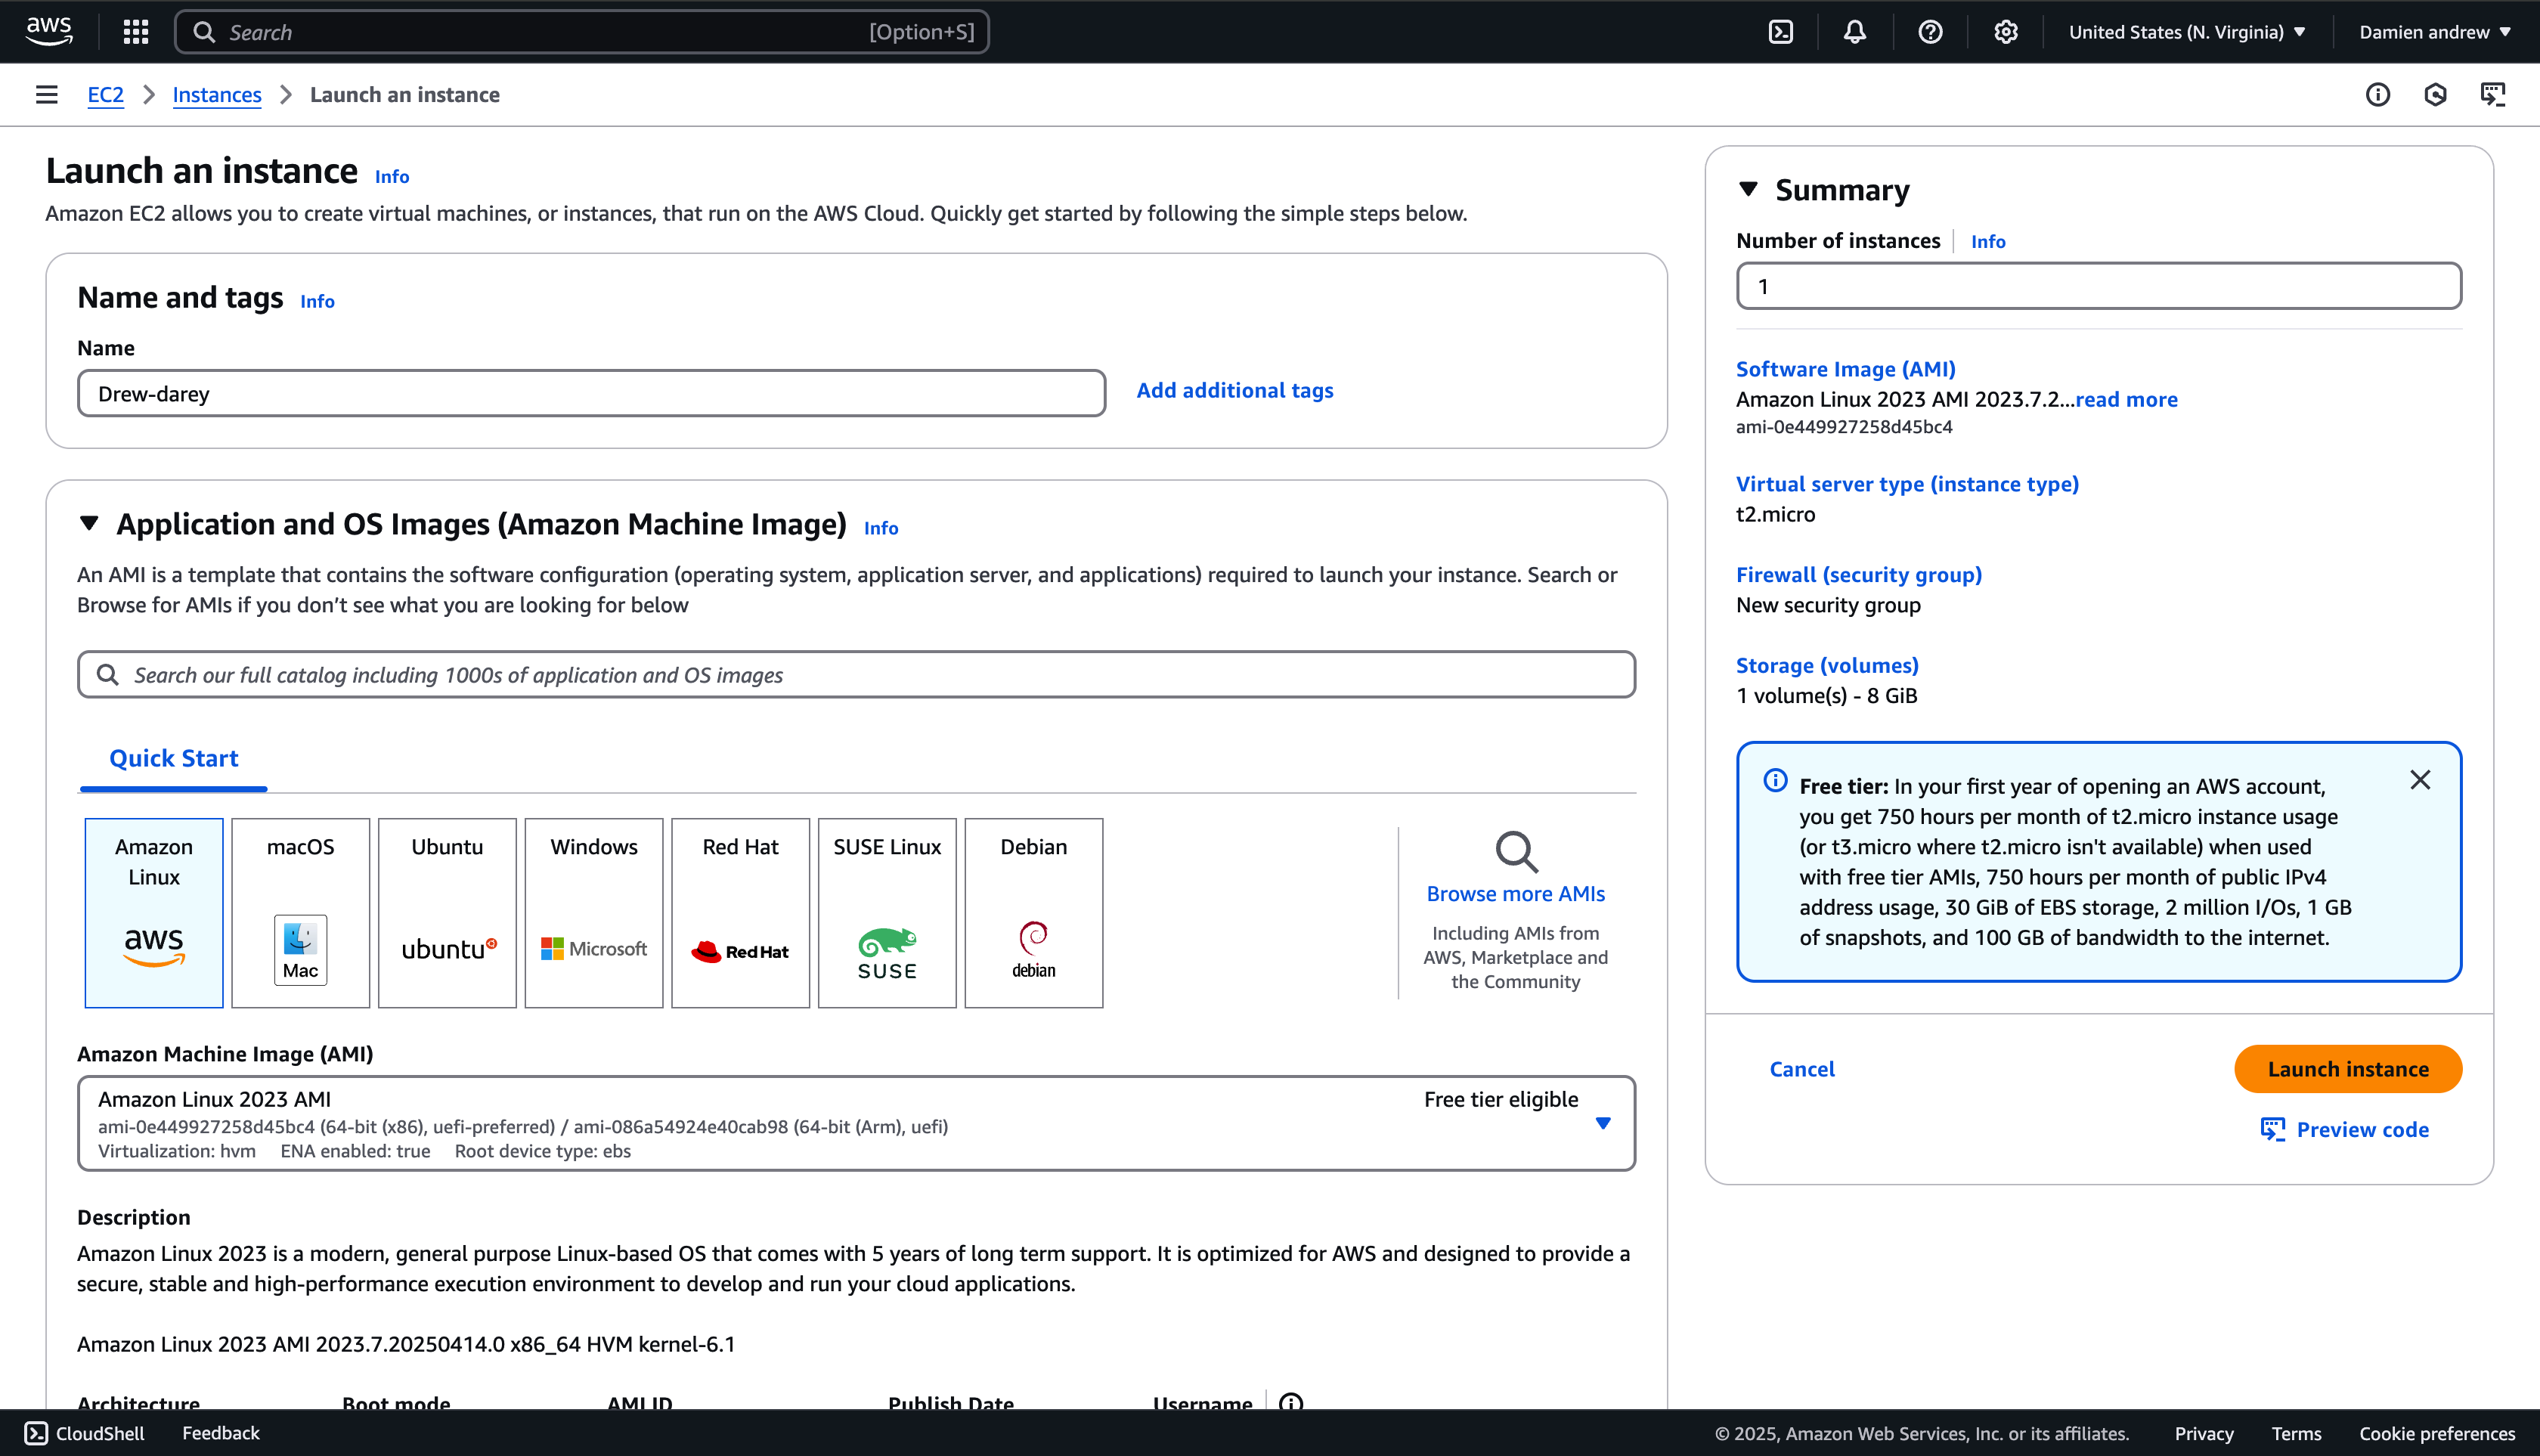 aws
Search
[Option+S]
United States (N. Virginia)
Damien andrew
EC2
Instances
Launch an instance
Launch an instance
Info
Amazon EC2 allows you to create virtual machines, or instances, that run on the AWS Cloud. Quickly get started by following the simple steps below.
Name and tags
Info
Name
Drew-darey
Add additional tags
Application and OS Images (Amazon Machine Image)
Info
An AMI is a template that contains the software configuration (operating system, application server, and applications) required to launch your instance. Search or
Browse for AMIs if you don't see what you are looking for below
Search our full catalog including 1000s of application and OS images
Quick Start
Amazon
Linux
aws
macOS
Mac
Ubuntu
ubuntu
Windows
Microsoft
Red Hat
Red Hat
SUSE Linux
SUSE
Debian
debian
Browse more AMIs
Including AMIs from
AWS, Marketplace and
the Community
Amazon Machine Image (AMI)
Amazon Linux 2023 AMI
Free tier eligible
ami-0e449927258d45bc4 (64-bit (x86), uefi-preferred) / ami-086a54924e40cab98 (64-bit (Arm), uefi)
Virtualization: hvm ENA enabled: true Root device type: ebs
Description
Amazon Linux 2023 is a modern, general purpose Linux-based OS that comes with 5 years of long term support. It is optimized for AWS and designed to provide a
secure, stable and high-performance execution environment to develop and run your cloud applications.
Amazon Linux 2023 AMI 2023.7.20250414.0 x86_64 HVM kernel-6.1
Architecture Boot mode AMI ID Publish Date Username
Summary
Number of instances
Info
1
Software Image (AMI)
Amazon Linux 2023 AMI 2023.7.2...read more
ami-0e449927258d45bc4
Virtual server type (instance type)
t2.micro
Firewall (security group)
New security group
Storage (volumes)
1 volume(s) - 8 GiB
Free tier: In your first year of opening an AWS account,
you get 750 hours per month of t2.micro instance usage
(or t3.micro where t2.micro isn't available) when used
with free tier AMIs, 750 hours per month of public IPv4
address usage, 30 GiB of EBS storage, 2 million I/Os, 1 GB
of snapshots, and 100 GB of bandwidth to the internet.
Cancel
Launch instance
Preview code
CloudShell
Feedback
© 2025, Amazon Web Services, Inc. or its affiliates.
Privacy
Terms
Cookie preferences